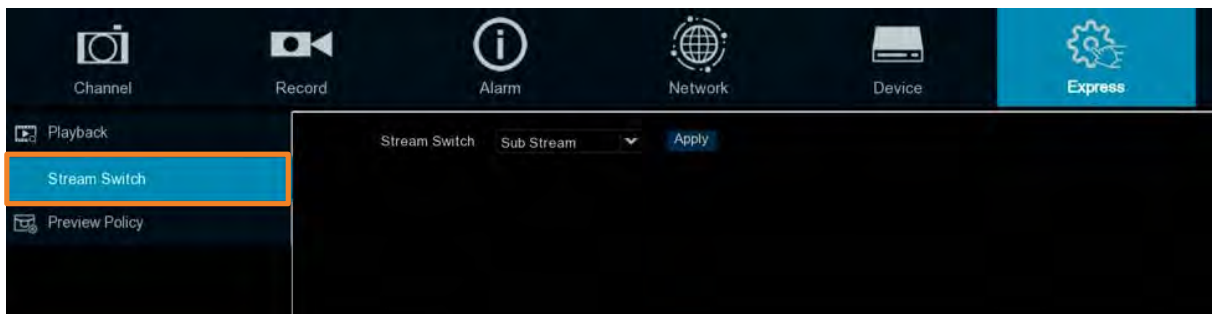 Channel Record Alarm Network Device Express
Playback
Stream Switch Sub Stream Apply
Stream Switch
Preview Policy